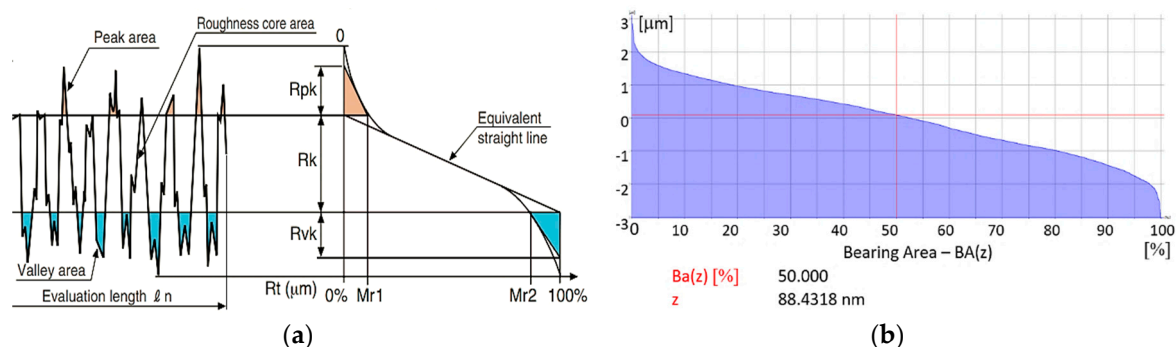 Peak area
Roughness core area
0
Rpk
Rk
Rvk
Equivalent
straight line
Valley area
Evaluation length ℓn
Rt (μm)
0%
Mr1
Mr2
100%
(a)
3
[μm]
2
1
0
-1
-2
-3
0
10
20
30
40
50
60
70
80
90
100
[%]
Bearing Area – BA(z)
Ba(z) [%] 50.000
z 88.4318 nm
(b)